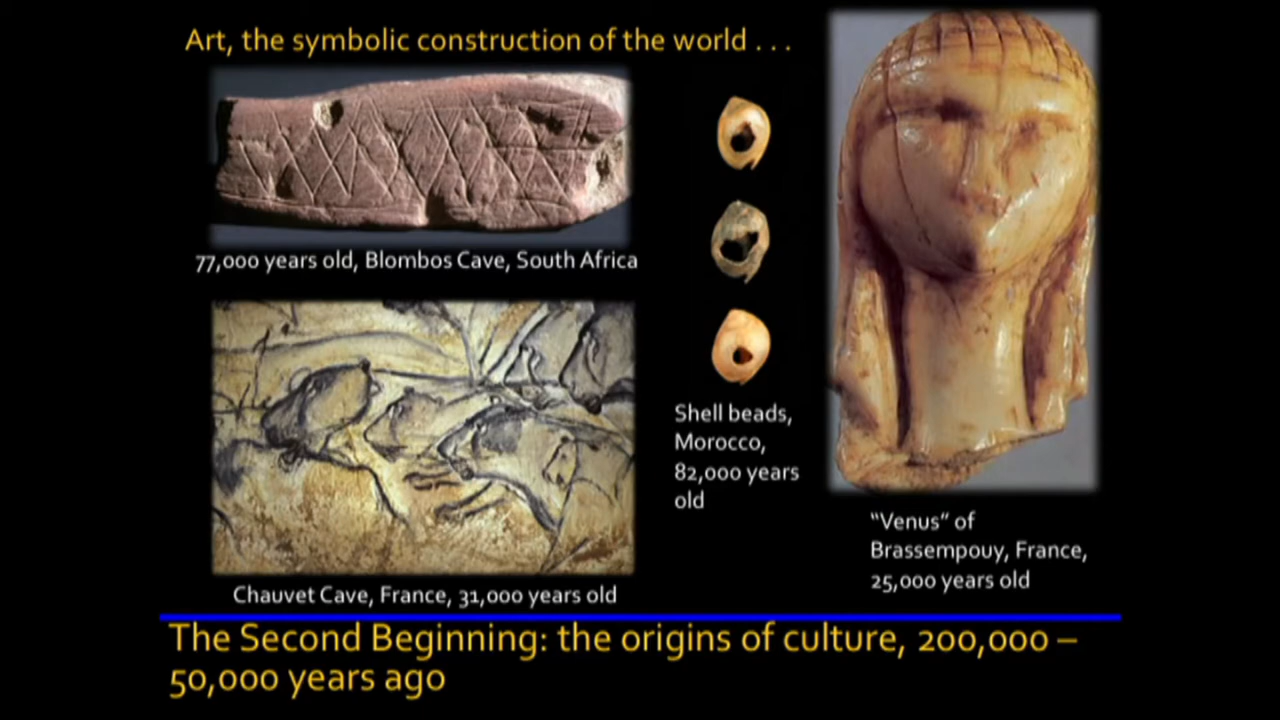 Art, the symbolic construction of the world . . .
77,000 years old, Blombos Cave, South Africa
Shell beads,
Morocco,
82,000 years
old
"Venus" of
Brassempouy, France,
25,000 years old
Chauvet Cave, France, 31,000 years old
The Second Beginning: the origins of culture, 200,000 –
50,000 years ago